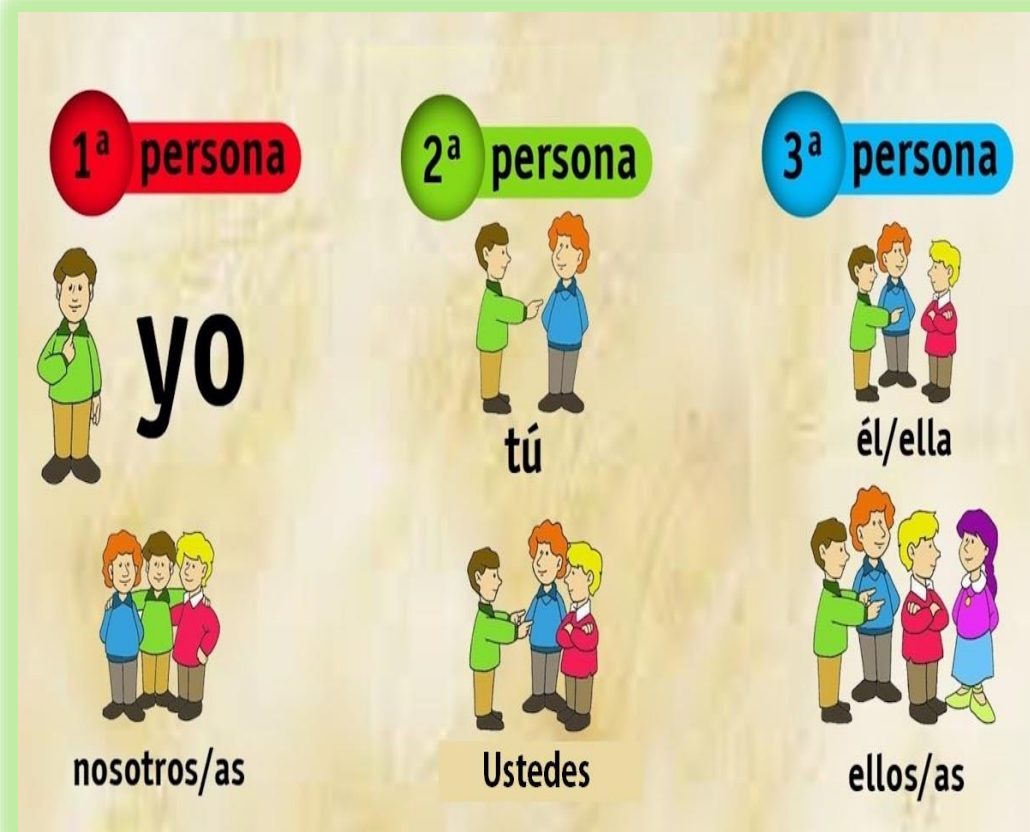 1ª persona
2ª persona
3ª persona
yo
tú
él/ella
nosotros/as
Ustedes
ellos/as